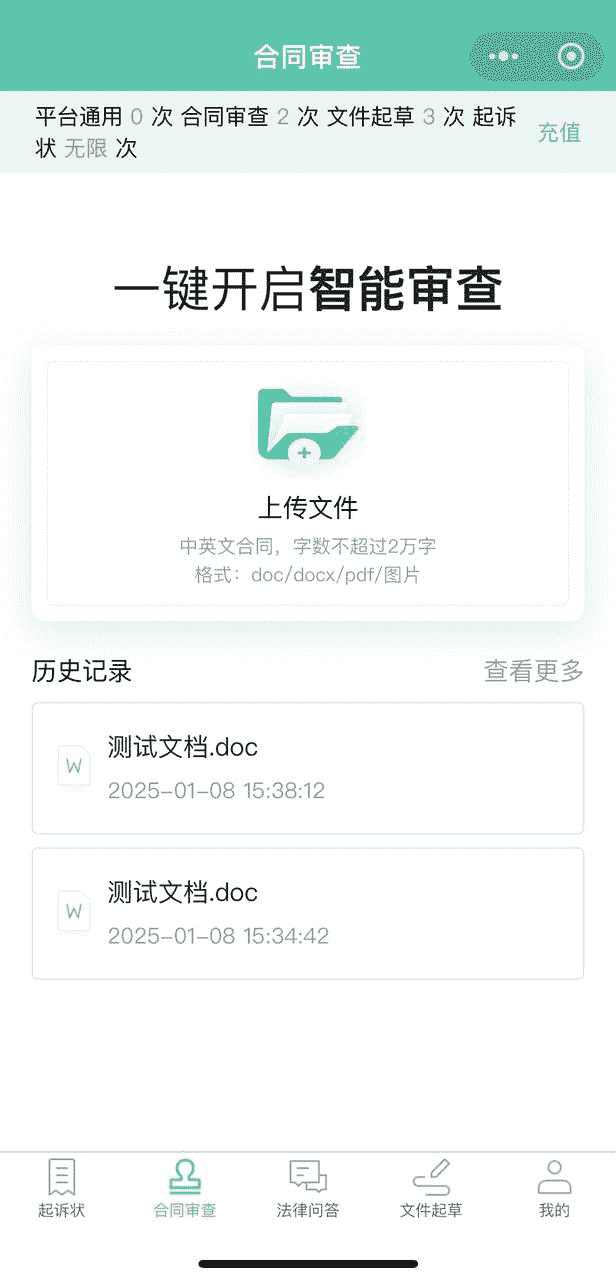 合同审查
平台通用 0 次 合同审查 2 次 文件起草 3 次 起诉
状 无限 次
充值
一键开启智能审查
上传文件
中英文合同，字数不超过2万字
格式：doc/docx/pdf/图片
历史记录
查看更多
W
测试文档.doc
2025-01-08 15:38:12
W
测试文档.doc
2025-01-08 15:34:42
起诉状
合同审查
法律问答
文件起草
我的